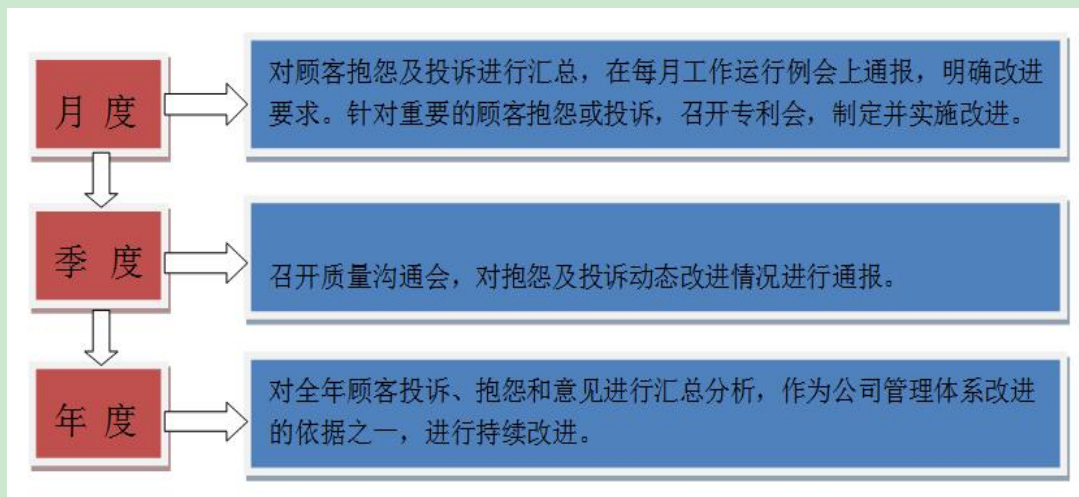 月 度
对顾客抱怨及投诉进行汇总，在每月工作运行例会上通报，明确改进
要求。针对重要的顾客抱怨或投诉，召开专利会，制定并实施改进。
季 度
召开质量沟通会，对抱怨及投诉动态改进情况进行通报。
年 度
对全年顾客投诉、抱怨和意见进行汇总分析，作为公司管理体系改进
的依据之一，进行持续改进。